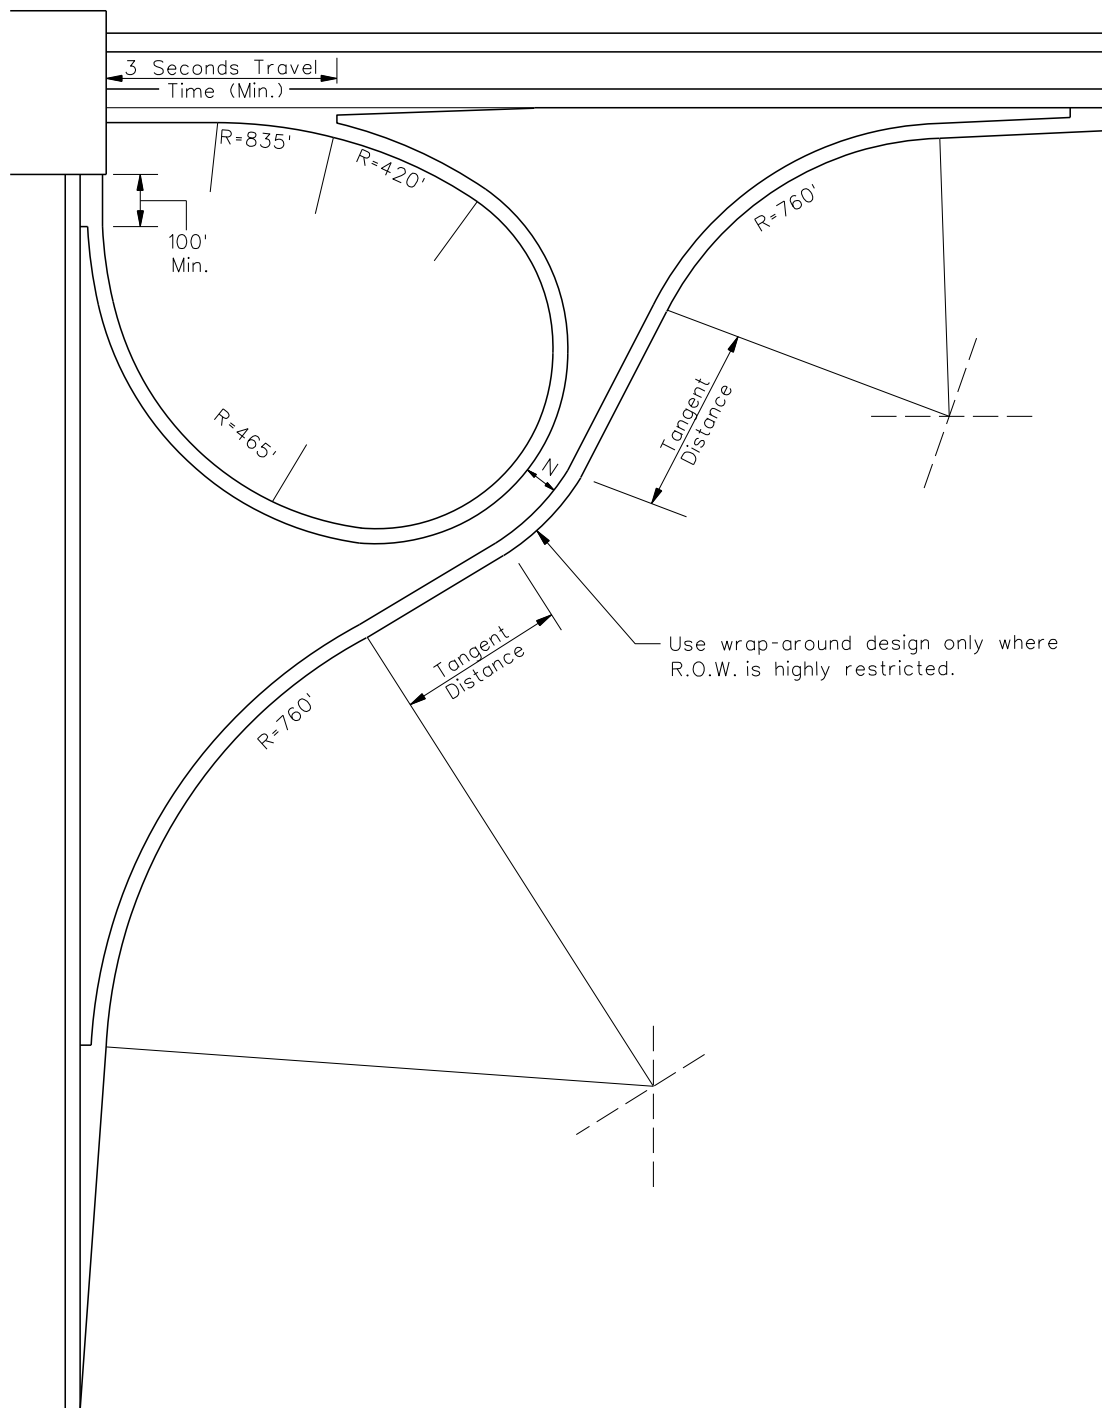 3 Seconds Travel
Time (Min.)
R=835'
R=420'
R=760'
100'
Min.
R=465'
Tangent
Distance
N
Use wrap-around design only where
R.O.W. is highly restricted.
Tangent
Distance
R=760'